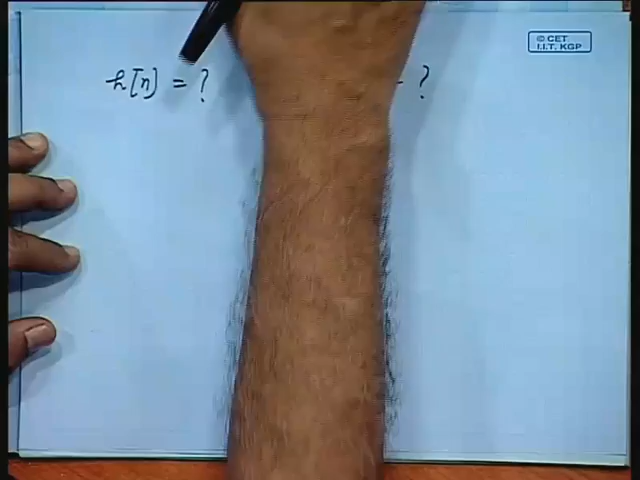 © CET
I.I.T. KGP
h[n] = ?
?